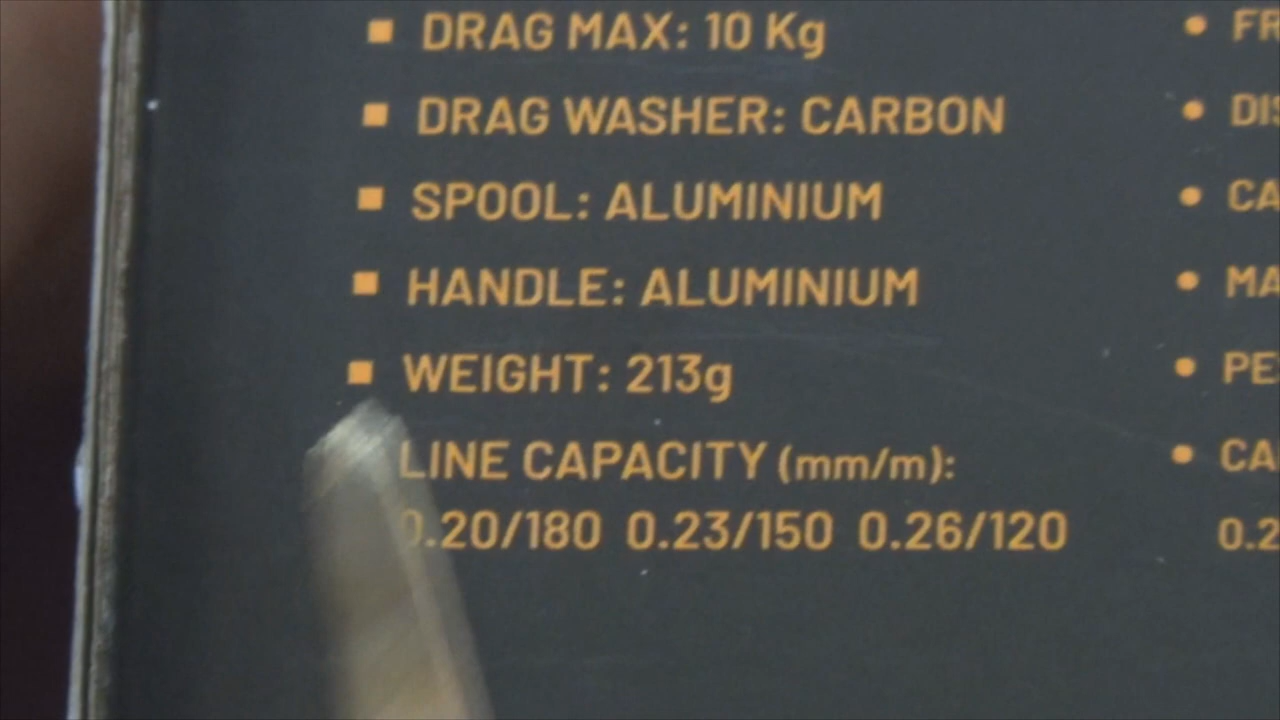 DRAG MAX: 10 Kg
DRAG WASHER: CARBON
SPOOL: ALUMINIUM
HANDLE: ALUMINIUM
WEIGHT: 213g
LINE CAPACITY (mm/m):
0.20/180 0.23/150 0.26/120